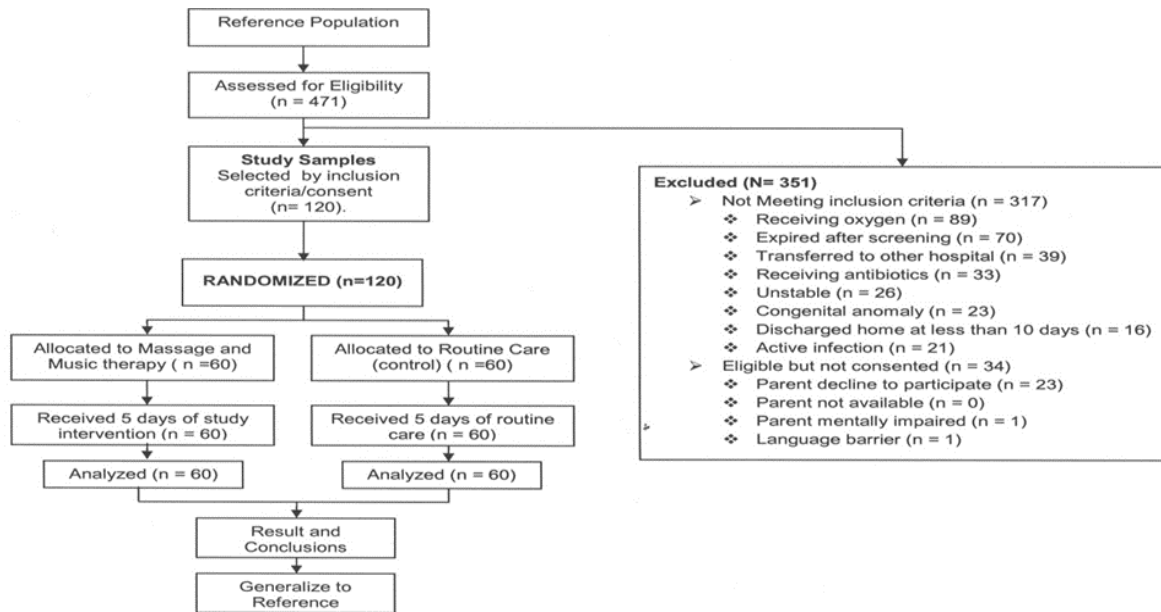 Reference Population
Assessed for Eligibility
(n = 471)
Study Samples
Selected by inclusion
criteria/consent
(n= 120).
RANDOMIZED (n=120)
Allocated to Massage and
Music therapy ( n =60)
Allocated to Routine Care
(control) ( n =60)
Received 5 days of study
intervention (n = 60)
Received 5 days of routine
care (n = 60)
Analyzed (n = 60)
Analyzed (n = 60)
Result and
Conclusions
Generalize to
Reference
Excluded (N= 351)
➢ Not Meeting inclusion criteria (n = 317)
❖ Receiving oxygen (n = 89)
❖ Expired after screening (n = 70)
❖ Transferred to other hospital (n = 39)
❖ Receiving antibiotics (n = 33)
❖ Unstable (n = 26)
❖ Congenital anomaly (n = 23)
❖ Discharged home at less than 10 days (n = 16)
❖ Active infection (n = 21)
➢ Eligible but not consented (n = 34)
❖ Parent decline to participate (n = 23)
❖ Parent not available (n = 0)
❖ Parent mentally impaired (n = 1)
❖ Language barrier (n = 1)